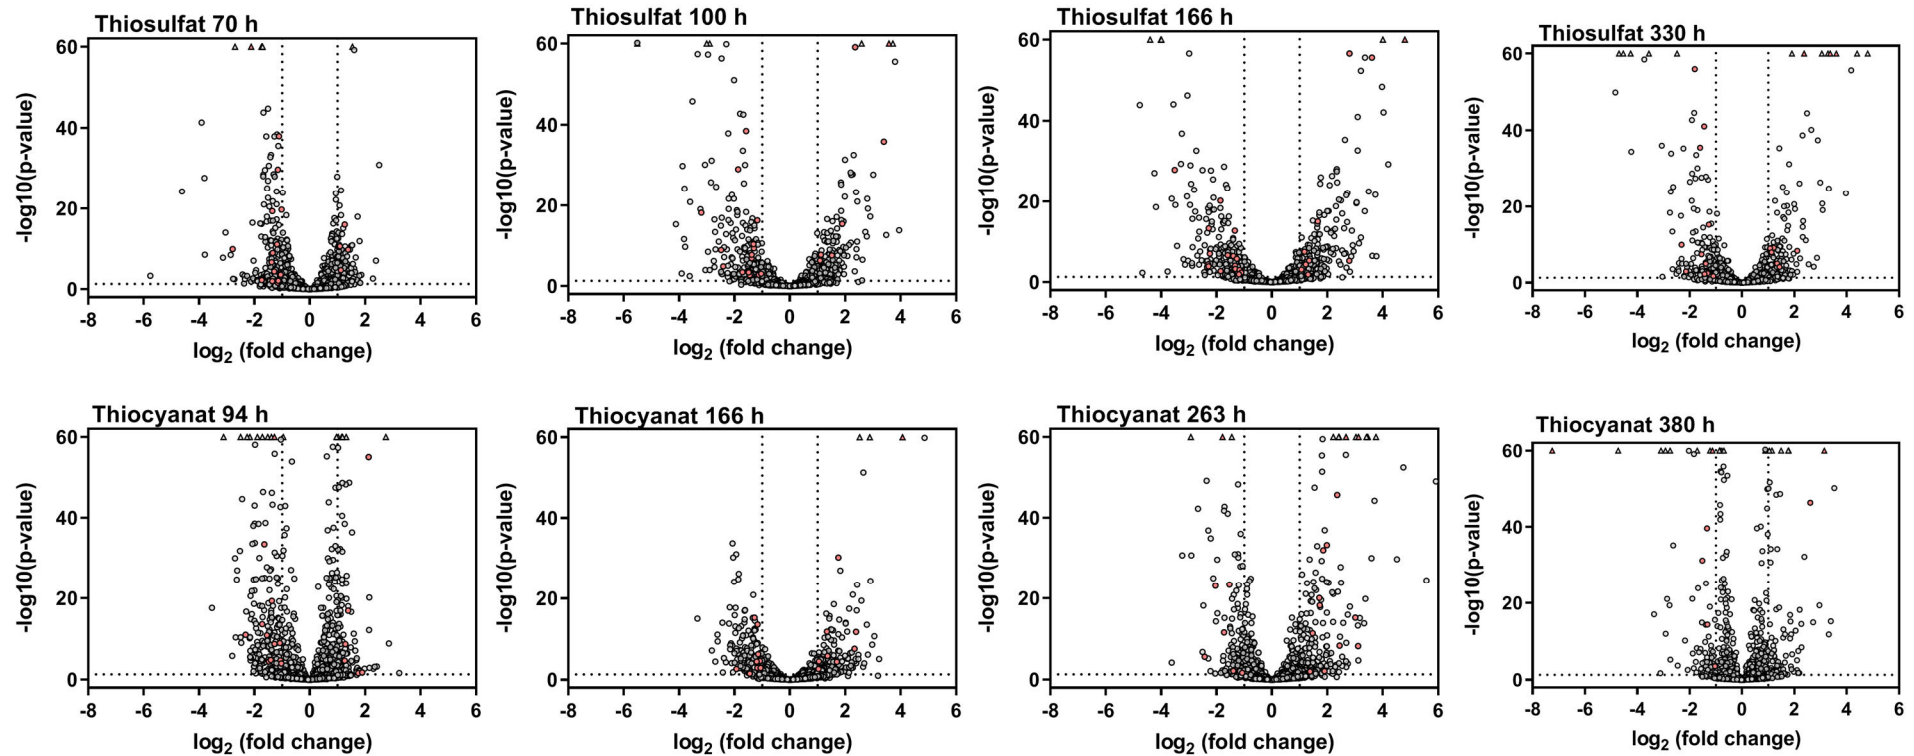 Thiosulfat 70 h
Thiosulfat 100 h
Thiosulfat 166 h
Thiosulfat 330 h
-log10(p-value)
60
40
20
0
-8 -6 -4 -2 0 2 4 6
log2 (fold change)
-log10(p-value)
60
40
20
0
-8 -6 -4 -2 0 2 4 6
log2 (fold change)
-log10(p-value)
60
40
20
0
-8 -6 -4 -2 0 2 4 6
log2 (fold change)
-log10(p-value)
60
40
20
0
-8 -6 -4 -2 0 2 4 6
log2 (fold change)
Thiocyanat 94 h
Thiocyanat 166 h
Thiocyanat 263 h
Thiocyanat 380 h
-log10(p-value)
60
40
20
0
-8 -6 -4 -2 0 2 4 6
log2 (fold change)
-log10(p-value)
60
40
20
0
-8 -6 -4 -2 0 2 4 6
log2 (fold change)
-log10(p-value)
60
40
20
0
-8 -6 -4 -2 0 2 4 6
log2 (fold change)
-log10(p-value)
60
40
20
0
-8 -6 -4 -2 0 2 4 6
log2 (fold change)